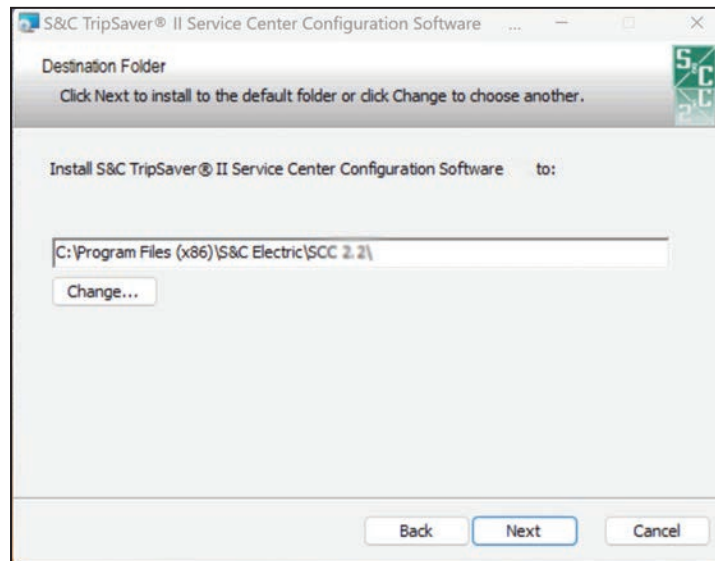 S&C TripSaver® II Service Center Configuration Software ...
Destination Folder
Click Next to install to the default folder or click Change to choose another.
S&C
Install S&C TripSaver® II Service Center Configuration Software to:
C:\Program Files (x86)\S&C Electric\SCC 2.2\
Change...
Back Next Cancel